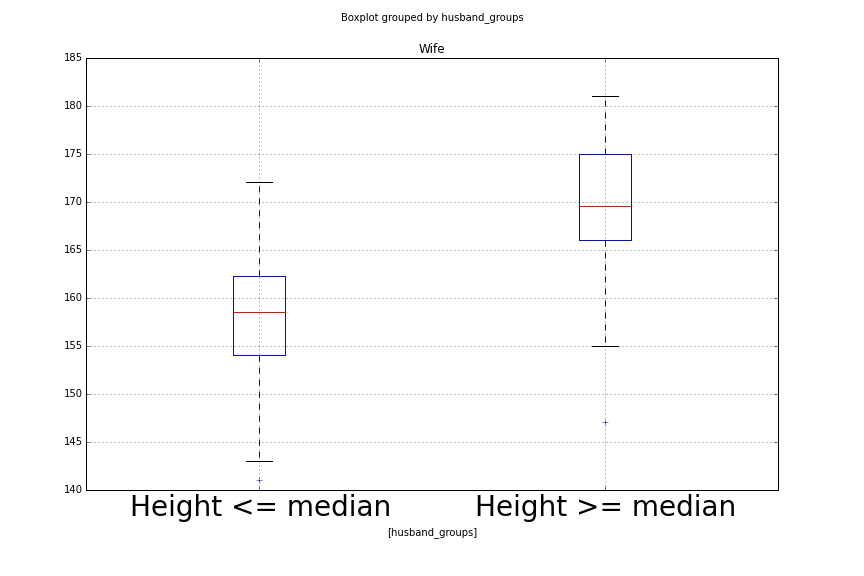 Boxplot grouped by husband_groups
Wife
185
180
175
170
165
160
155
150
145
140
Height <= median Height >= median
[husband_groups]